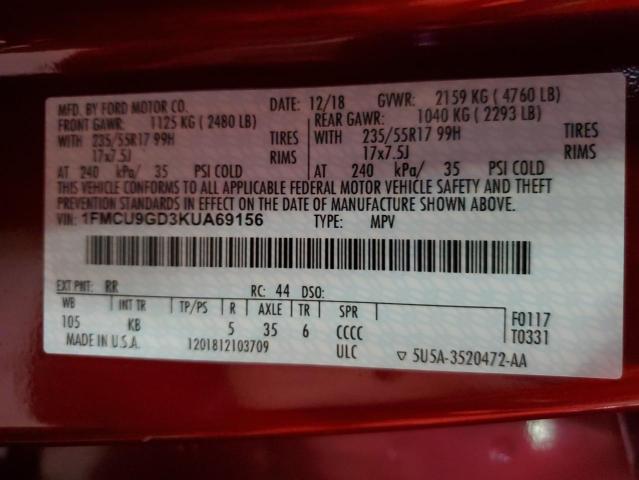 MFD. BY FORD MOTOR CO. DATE: 12/18 GVWR: 2159 KG ( 4760 LB)
FRONT GAWR: 1125 KG ( 2480 LB) REAR GAWR: 1040 KG ( 2293 LB)
WITH 235/55R17 99H TIRES WITH 235/55R17 99H TIRES
17x7.5J RIMS 17x7.5J RIMS
AT 240 kPa/ 35 PSI COLD AT 240 kPa/ 35 PSI COLD
THIS VEHICLE CONFORMS TO ALL APPLICABLE FEDERAL MOTOR VEHICLE SAFETY AND THEFT
PREVENTION STANDARDS IN EFFECT ON THE DATE OF MANUFACTURE SHOWN ABOVE.
VIN: 1FMCU9GD3KUA69156 TYPE: MPV
EXT PNT: RR RC: 44 DSO:
WB INT TR TP/PS R AXLE TR SPR
105 KB 5 35 6 CCCC F0117
MADE IN U.S.A. 1201812103709 ULC T0331
▽ 5U5A-3520472-AA